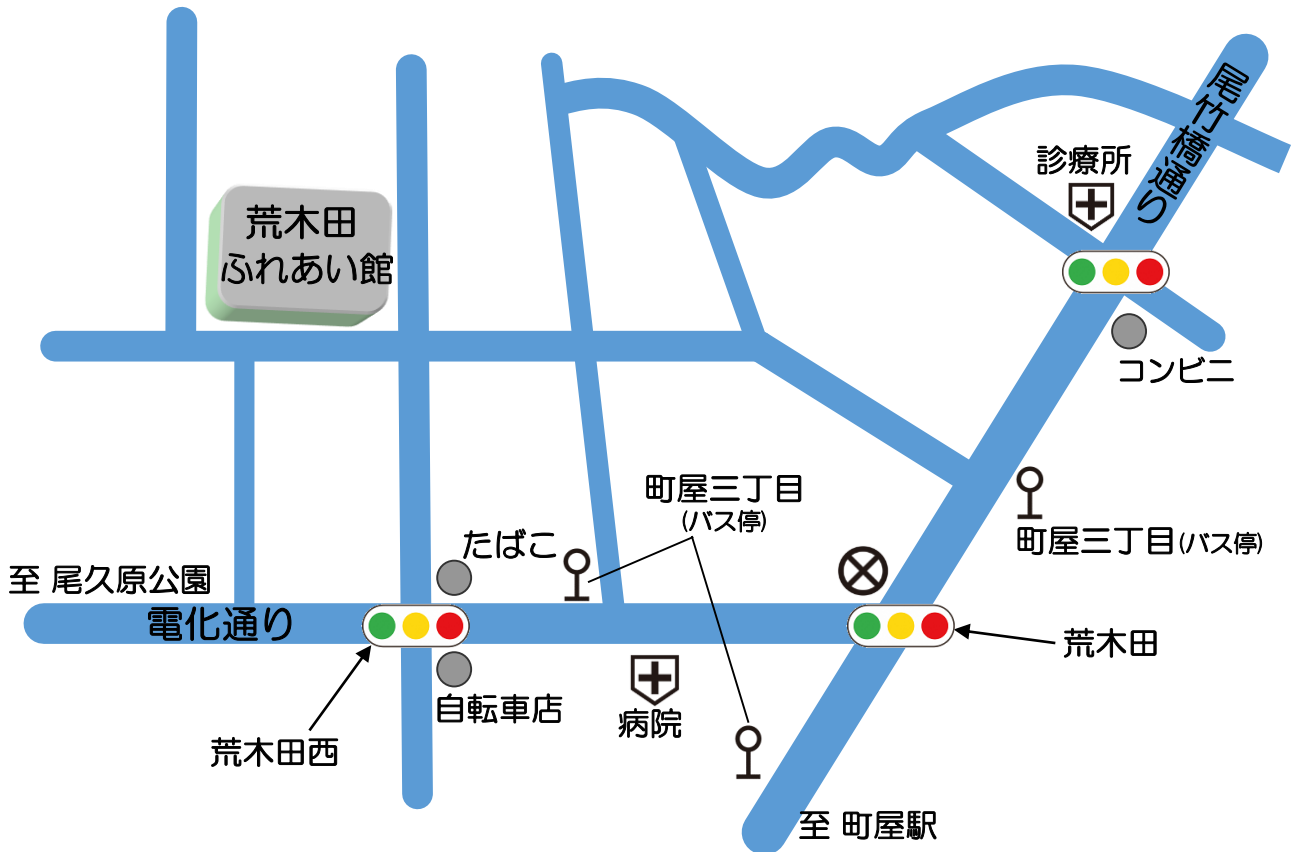 尾竹橋通り
診療所
荒木田
ふれあい館
コンビニ
町屋三丁目
(バス停)
町屋三丁目(バス停)
たばこ
至 尾久原公園
電化通り
荒木田
自転車店
病院
荒木田西
至 町屋駅